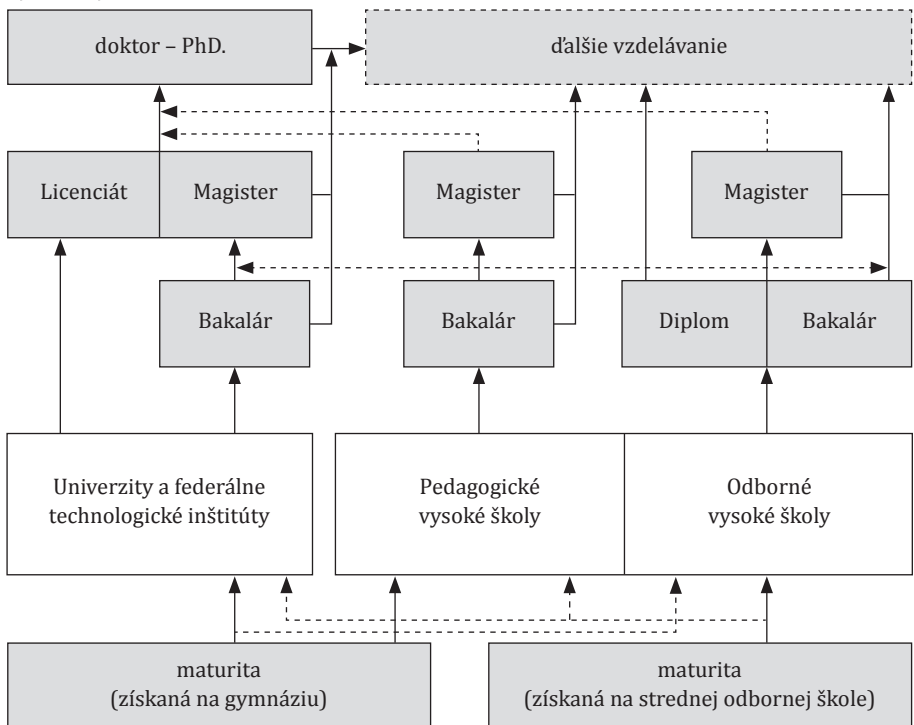 doktor – PhD.
ďalšie vzdelávanie
Licenciát
Magister
Magister
Magister
Bakalár
Bakalár
Diplom
Bakalár
Univerzity a federálne
technologické inštitúty
Pedagogické
vysoké školy
Odborné
vysoké školy
maturita
(získaná na gymnáziu)
maturita
(získaná na strednej odbornej škole)